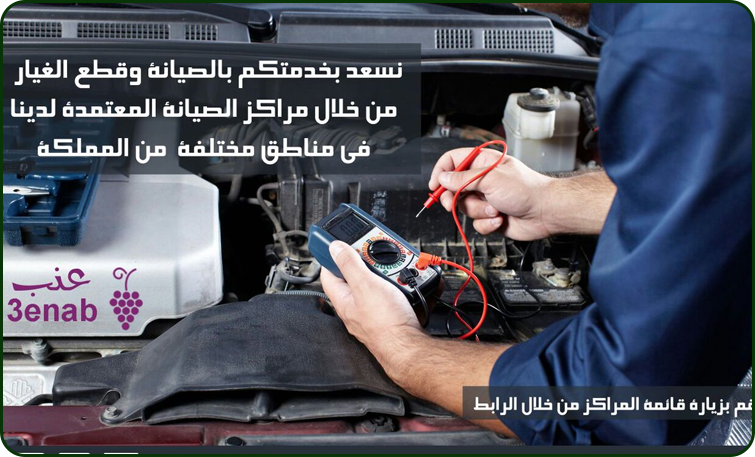 نسعد بخدمتكم بالصيانة وقطع الغيار
من خلال مراكز الصيانة المعتمدة لدينا
فى مناطق مختلفة من المملكة
عنب
3enab
قم بزيارة قائمة المراكز من خلال الرابط